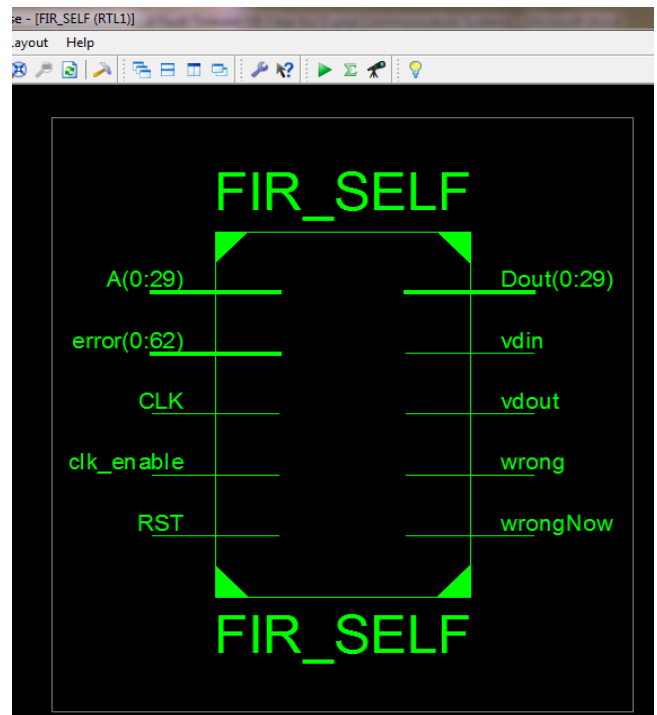 se - [FIR_SELF (RTL1)]
Layout Help
FIR_SELF
A(0:29) Dout(0:29)
error(0:62) vdin
CLK vdout
clk_enable wrong
RST wrongNow
FIR_SELF